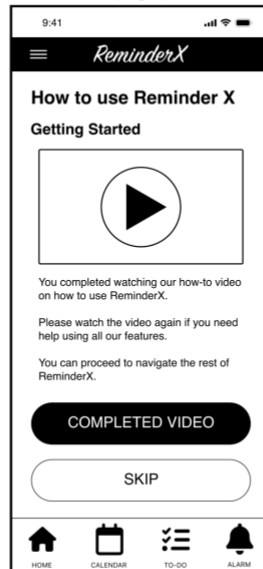 9:41
ReminderX
How to use Reminder X
Getting Started
You completed watching our how-to video
on how to use ReminderX.
Please watch the video again if you need
help using all our features.
You can proceed to navigate the rest of
ReminderX.
COMPLETED VIDEO
SKIP
HOME CALENDAR TO-DO ALARM